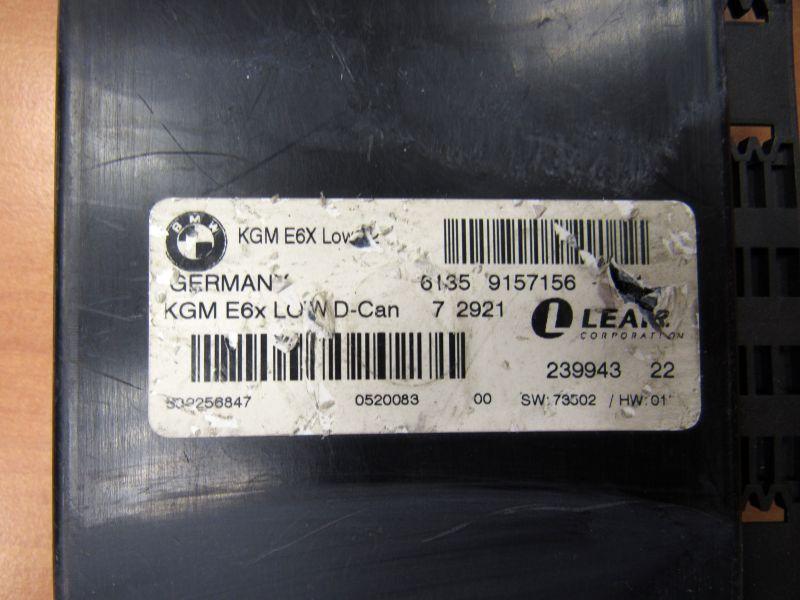 BMW
KGM E6X Low
GERMANY 6135 9157156
KGM E6x LOW D-Can 7 2921
LEAR
CORPORATION
239943 22
0520083 00 SW:73502 / HW:01